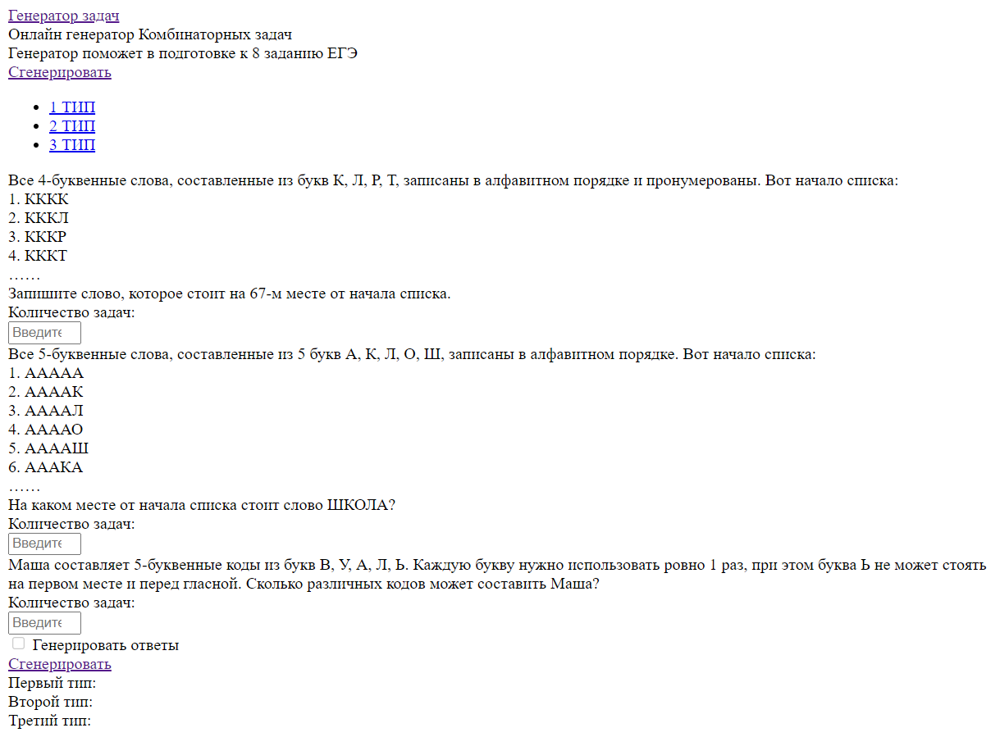 Генератор задач
Онлайн генератор Комбинаторных задач
Генератор поможет в подготовке к 8 заданию ЕГЭ
Сгенерировать
1 ТИП
2 ТИП
3 ТИП
Все 4-буквенные слова, составленные из букв К, Л, Р, Т, записаны в алфавитном порядке и пронумерованы. Вот начало списка:
1. КККК
2. КККЛ
3. КККР
4. КККТ
……
Запишите слово, которое стоит на 67-м месте от начала списка.
Количество задач:
Введите
Все 5-буквенные слова, составленные из 5 букв А, К, Л, О, Ш, записаны в алфавитном порядке. Вот начало списка:
1. ААААА
2. ААААК
3. ААААЛ
4. ААААО
5. ААААШ
6. АААКА
……
На каком месте от начала списка стоит слово ШКОЛА?
Количество задач:
Введите
Маша составляет 5-буквенные коды из букв В, У, А, Л, Ь. Каждую букву нужно использовать ровно 1 раз, при этом буква Ь не может стоять
на первом месте и перед гласной. Сколько различных кодов может составить Маша?
Количество задач:
Введите
Генерировать ответы
Сгенерировать
Первый тип:
Второй тип:
Третий тип: